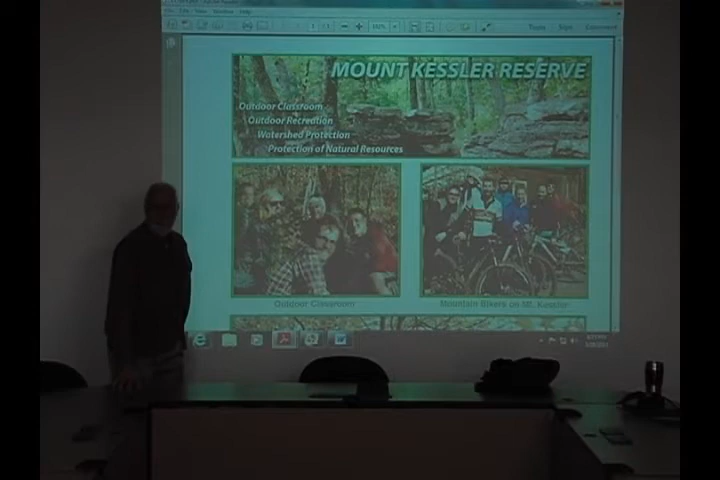 MOUNT KESSLER RESERVE
Outdoor Classroom
Outdoor Recreation
Watershed Protection
Protection of Natural Resources
Outdoor Classroom
Mountain Bikers on Mt. Kessler